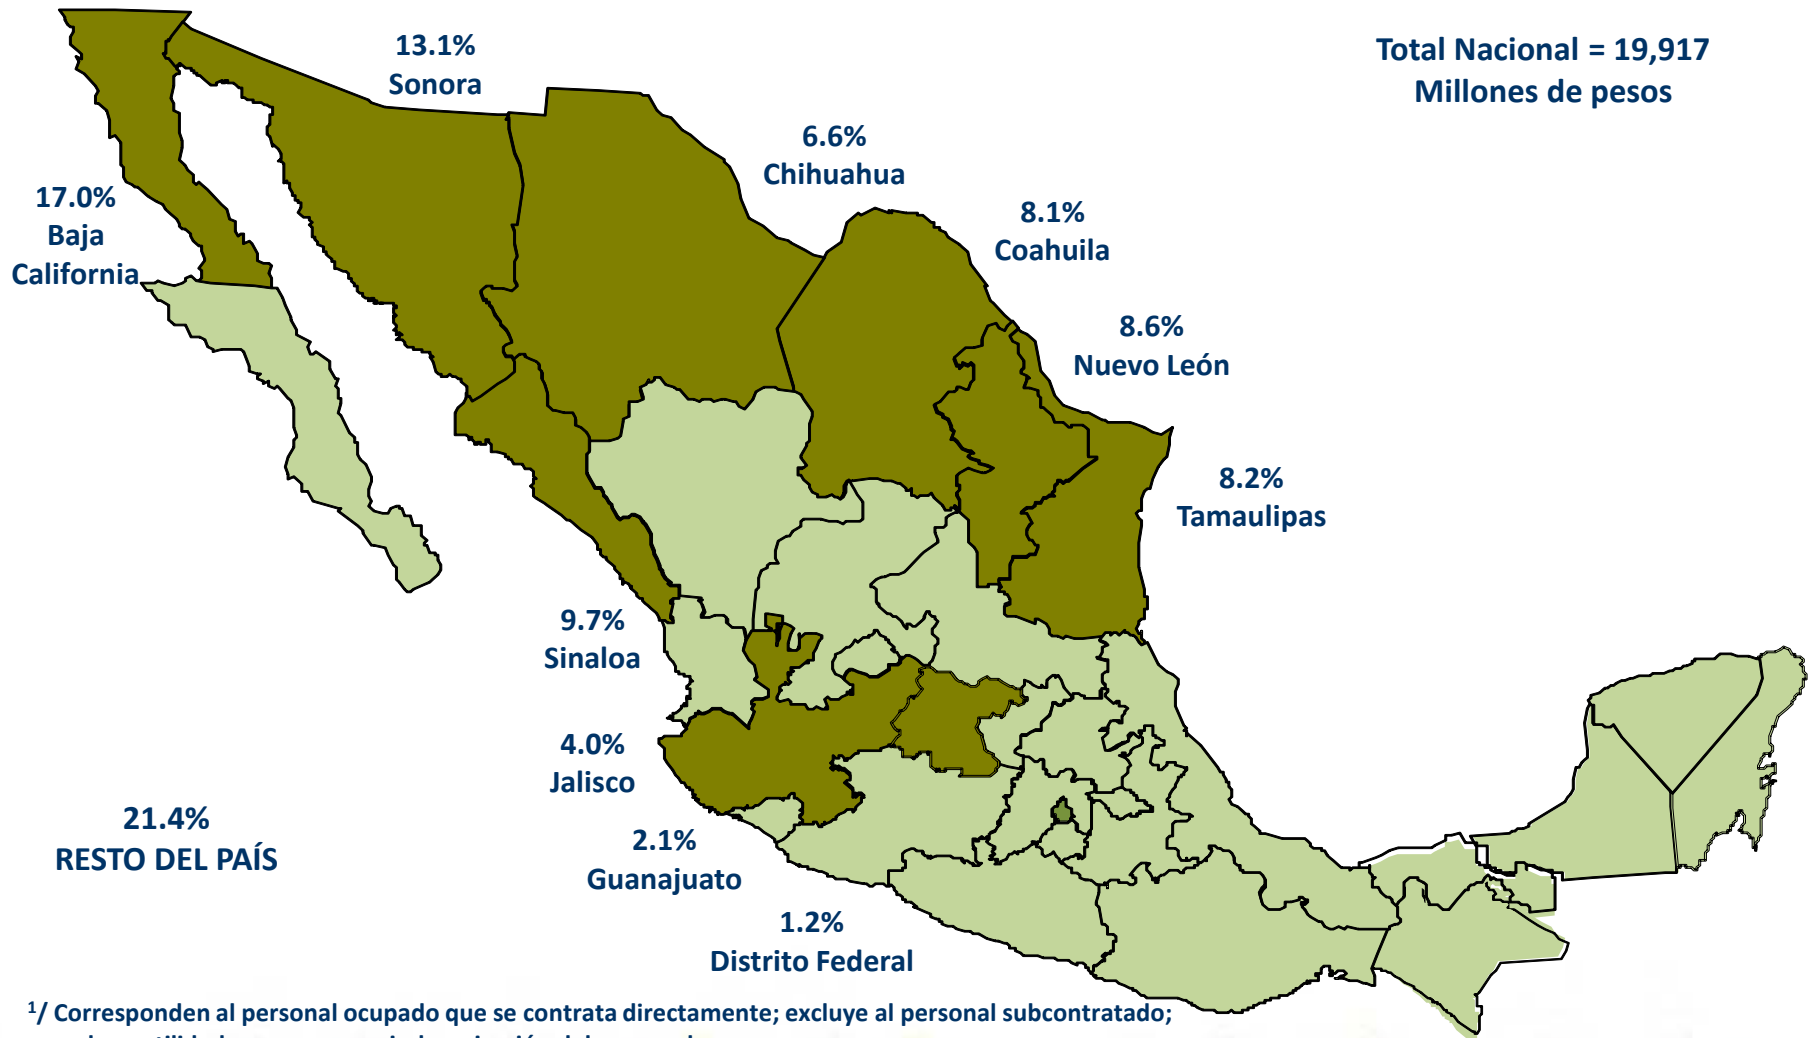 13.1%
Sonora
Total Nacional = 19,917
Millones de pesos
6.6%
Chihuahua
17.0%
Baja
California
8.1%
Coahuila
8.6%
Nuevo León
8.2%
Tamaulipas
9.7%
Sinaloa
4.0%
Jalisco
21.4%
RESTO DEL PAÍS
2.1%
Guanajuato
1.2%
Distrito Federal
1/ Corresponden al personal ocupado que se contrata directamente; excluye al personal subcontratado;